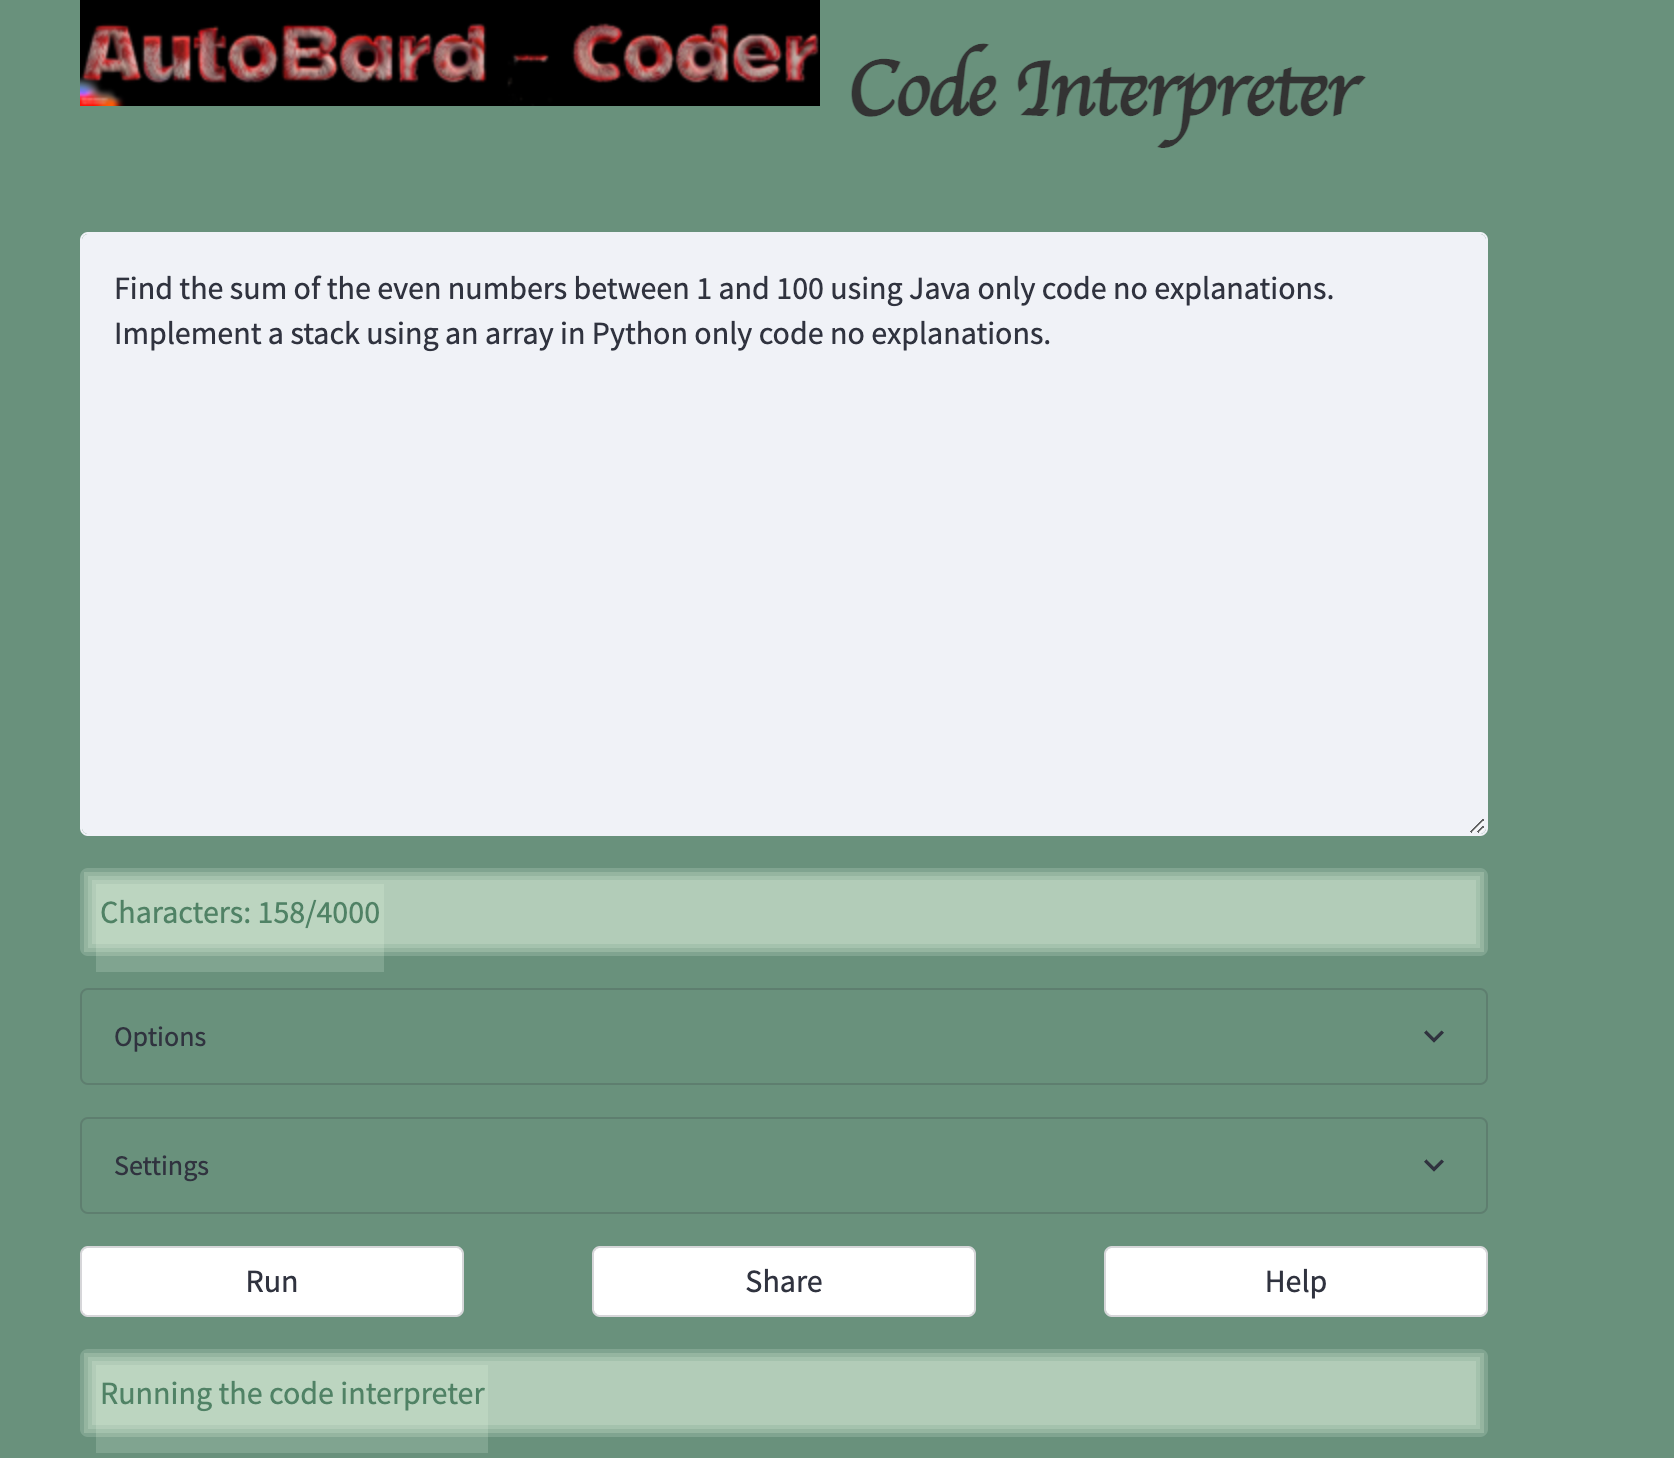 AutoBard - Coder
Code Interpreter
Find the sum of the even numbers between 1 and 100 using Java only code no explanations.
Implement a stack using an array in Python only code no explanations.
Characters: 158/4000
Options
Settings
Run
Share
Help
Running the code interpreter